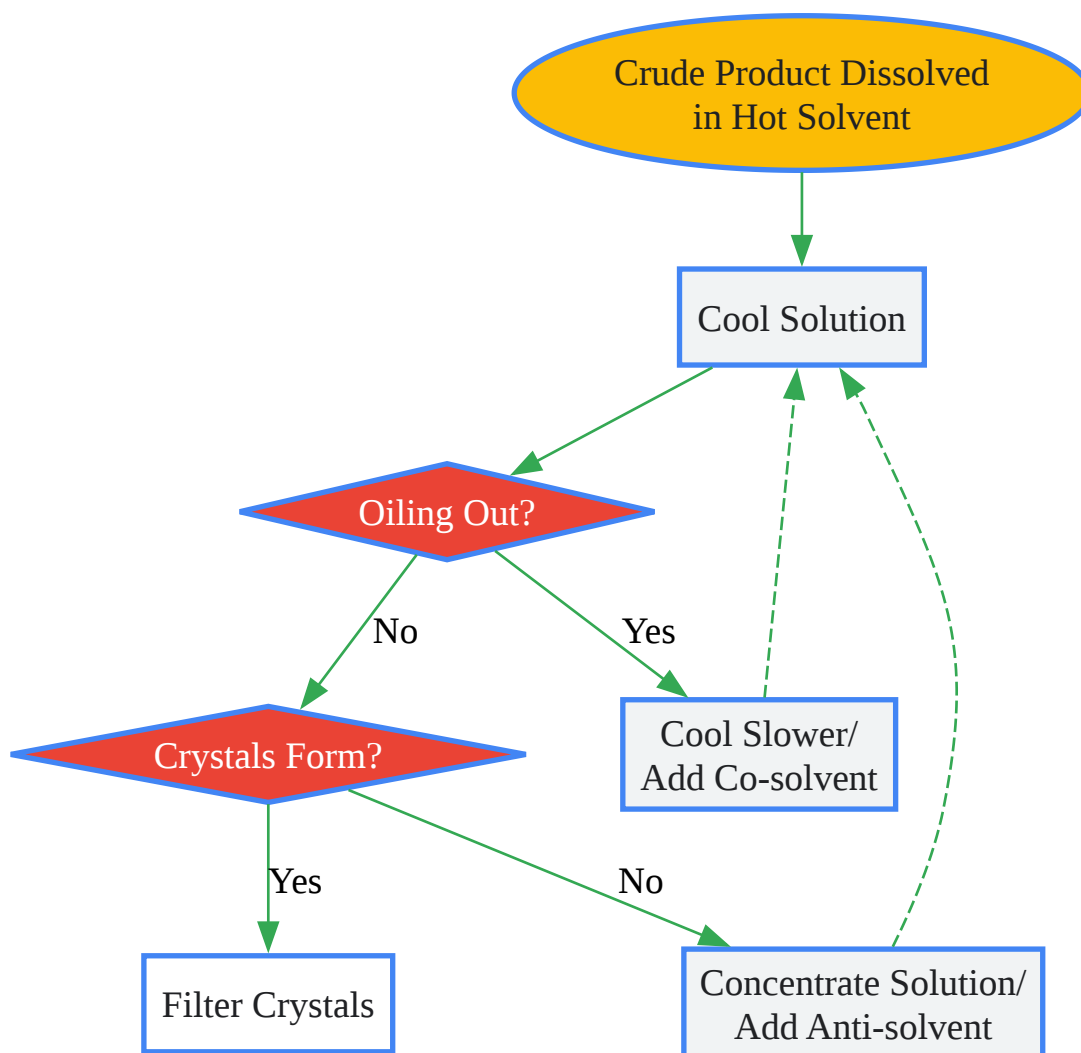 Crude Product Dissolved
in Hot Solvent
Cool Solution
Oiling Out?
No
Yes
Crystals Form?
Cool Slower/
Add Co-solvent
Yes
No
Filter Crystals
Concentrate Solution/
Add Anti-solvent